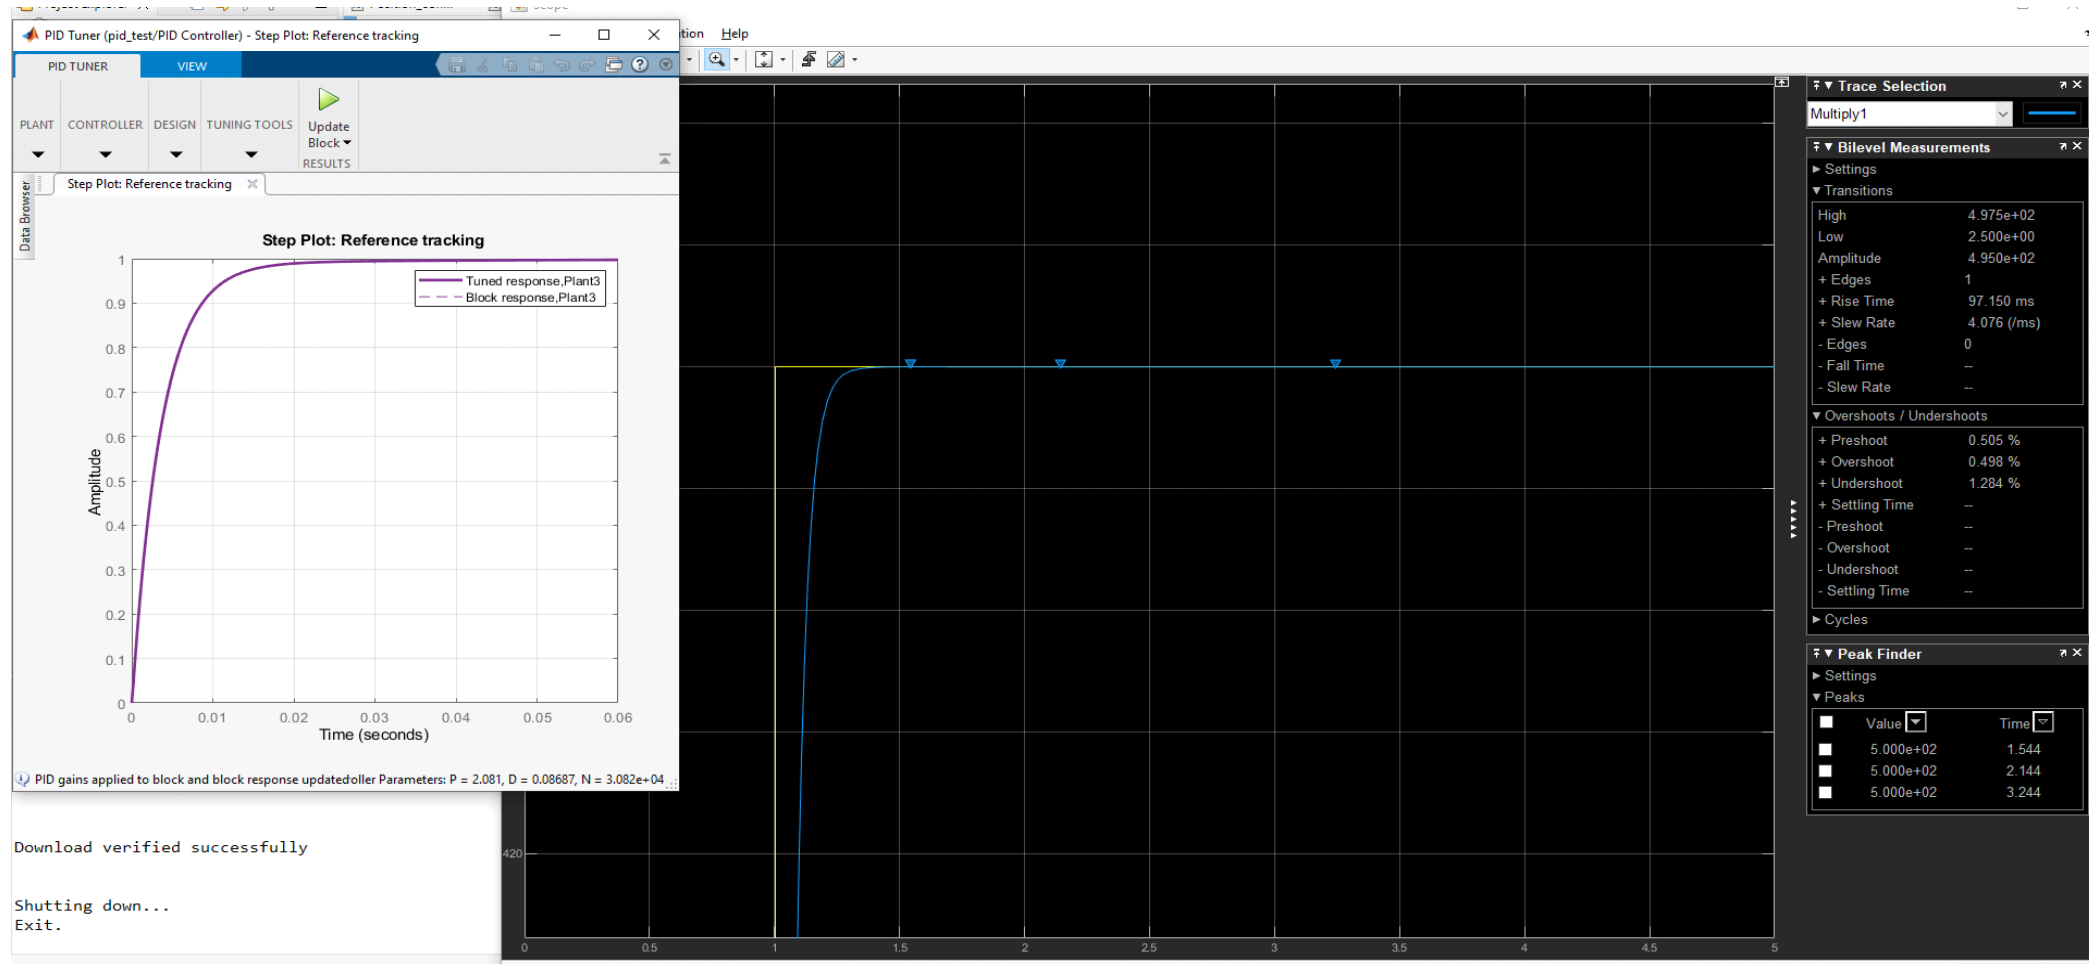 scope
PID Tuner (pid_test/PID Controller) - Step Plot: Reference tracking
tion Help
PID TUNER VIEW
PLANT CONTROLLER DESIGN TUNING TOOLS
Update
Block
RESULTS
Data Browser
Step Plot: Reference tracking
Step Plot: Reference tracking
Tuned response,Plant3
Block response,Plant3
Amplitude
1
0.9
0.8
0.7
0.6
0.5
0.4
0.3
0.2
0.1
0
0 0.01 0.02 0.03 0.04 0.05 0.06
Time (seconds)
PID gains applied to block and block response updatedoller Parameters: P = 2.081, D = 0.08687, N = 3.082e+04
Download verified successfully
Shutting down...
Exit.
420
0 0.5 1 1.5 2 2.5 3 3.5 4 4.5 5
Trace Selection
Multiply1
Bilevel Measurements
Settings
Transitions
High 4.975e+02
Low 2.500e+00
Amplitude 4.950e+02
+ Edges 1
+ Rise Time 97.150 ms
+ Slew Rate 4.076 (/ms)
- Edges 0
- Fall Time --
- Slew Rate --
Overshoots / Undershoots
+ Preshoot 0.505 %
+ Overshoot 0.498 %
+ Undershoot 1.284 %
+ Settling Time --
- Preshoot --
- Overshoot --
- Undershoot --
- Settling Time --
Cycles
Peak Finder
Settings
Peaks
Value Time
5.000e+02 1.544
5.000e+02 2.144
5.000e+02 3.244